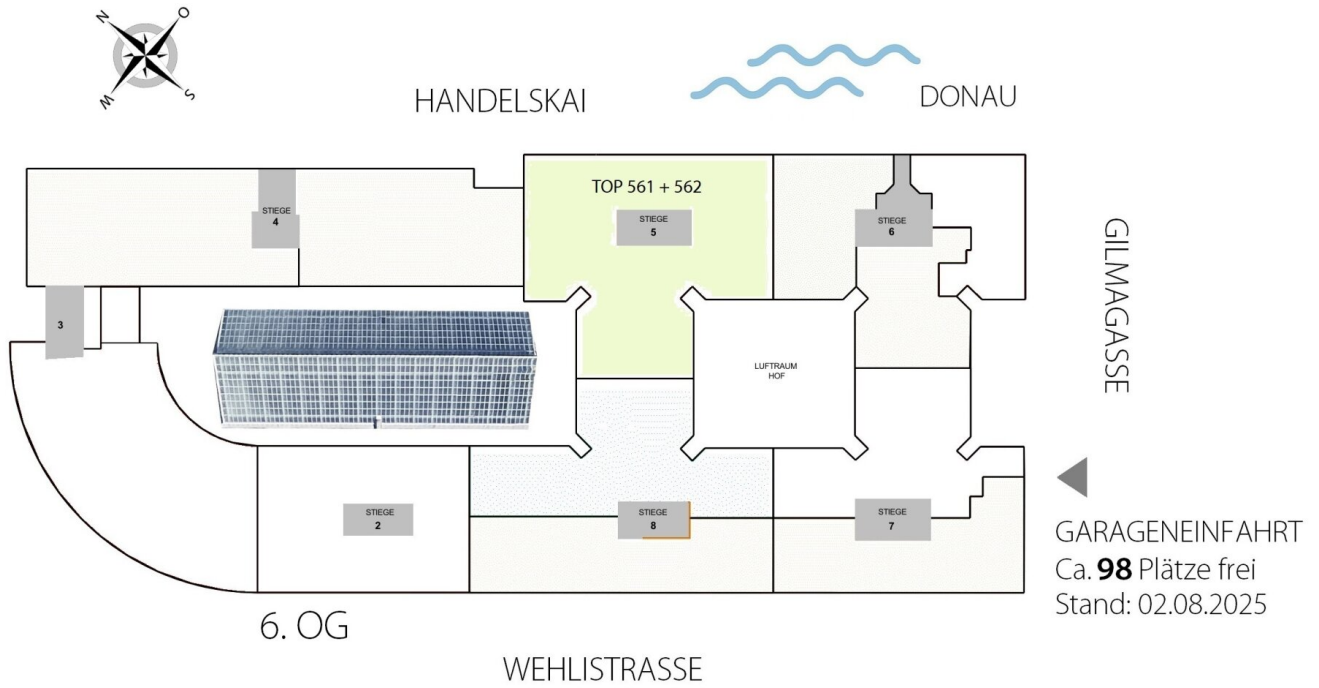 N
O
W
S
HANDELSKAI
DONAU
TOP 561 + 562
STIEGE
4
STIEGE
5
STIEGE
6
GILMAGASSE
3
LUFTRAUM
HOF
STIEGE
2
STIEGE
8
STIEGE
7
GARAGENEINFAHRT
Ca. 98 Plätze frei
Stand: 02.08.2025
6. OG
WEHLISTRASSE